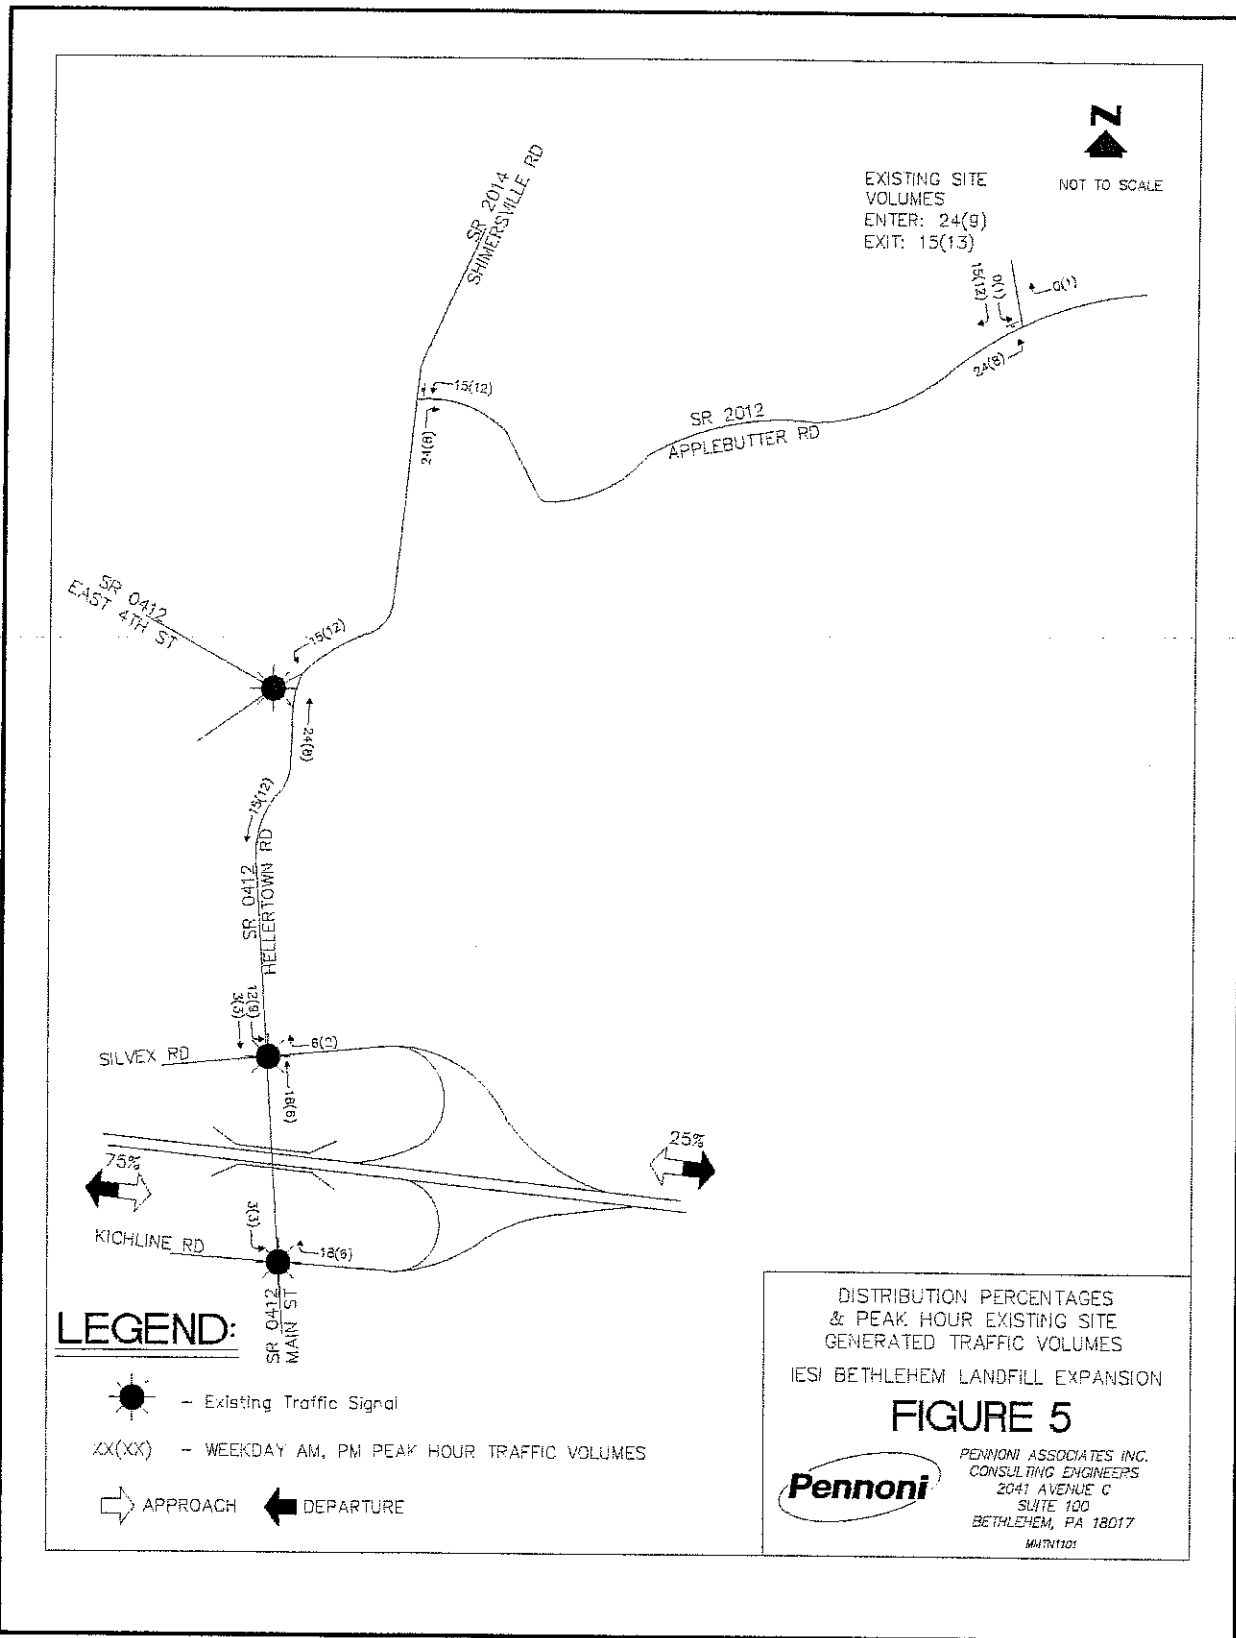 N
NOT TO SCALE
EXISTING SITE
VOLUMES
ENTER: 24(9)
EXIT: 15(13)
SR 2014
SHIMERSVILLE RD
15(12)
0(1)
0(1)
24(8)
15(12)
24(8)
SR 2012
APPLEBUTTER RD
SR 0412
EAST 4TH ST
15(12)
24(8)
15(12)
SR 0412
HELLERTOWN RD
3(3)
12(9)
6(2)
SILVEX RD
18(6)
75%
25%
3(3)
KICHLINE RD
18(6)
SR 0412
MAIN ST
LEGEND:
- Existing Traffic Signal
XX(XX) - WEEKDAY AM, PM PEAK HOUR TRAFFIC VOLUMES
APPROACH DEPARTURE
DISTRIBUTION PERCENTAGES
& PEAK HOUR EXISTING SITE
GENERATED TRAFFIC VOLUMES
IESI BETHLEHEM LANDFILL EXPANSION
FIGURE 5
Pennoni
PENNONI ASSOCIATES INC.
CONSULTING ENGINEERS
2041 AVENUE C
SUITE 100
BETHLEHEM, PA 18017